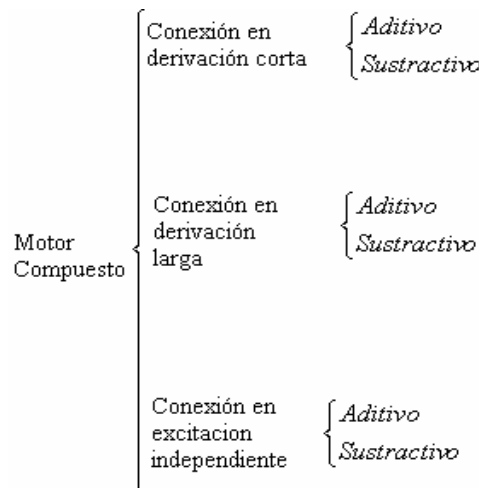 Conexión en
derivación corta
Aditivo
Sustractivo
Motor
Compuesto
Conexión en
derivación
larga
Aditivo
Sustractivo
Conexión en
excitacion
independiente
Aditivo
Sustractivo